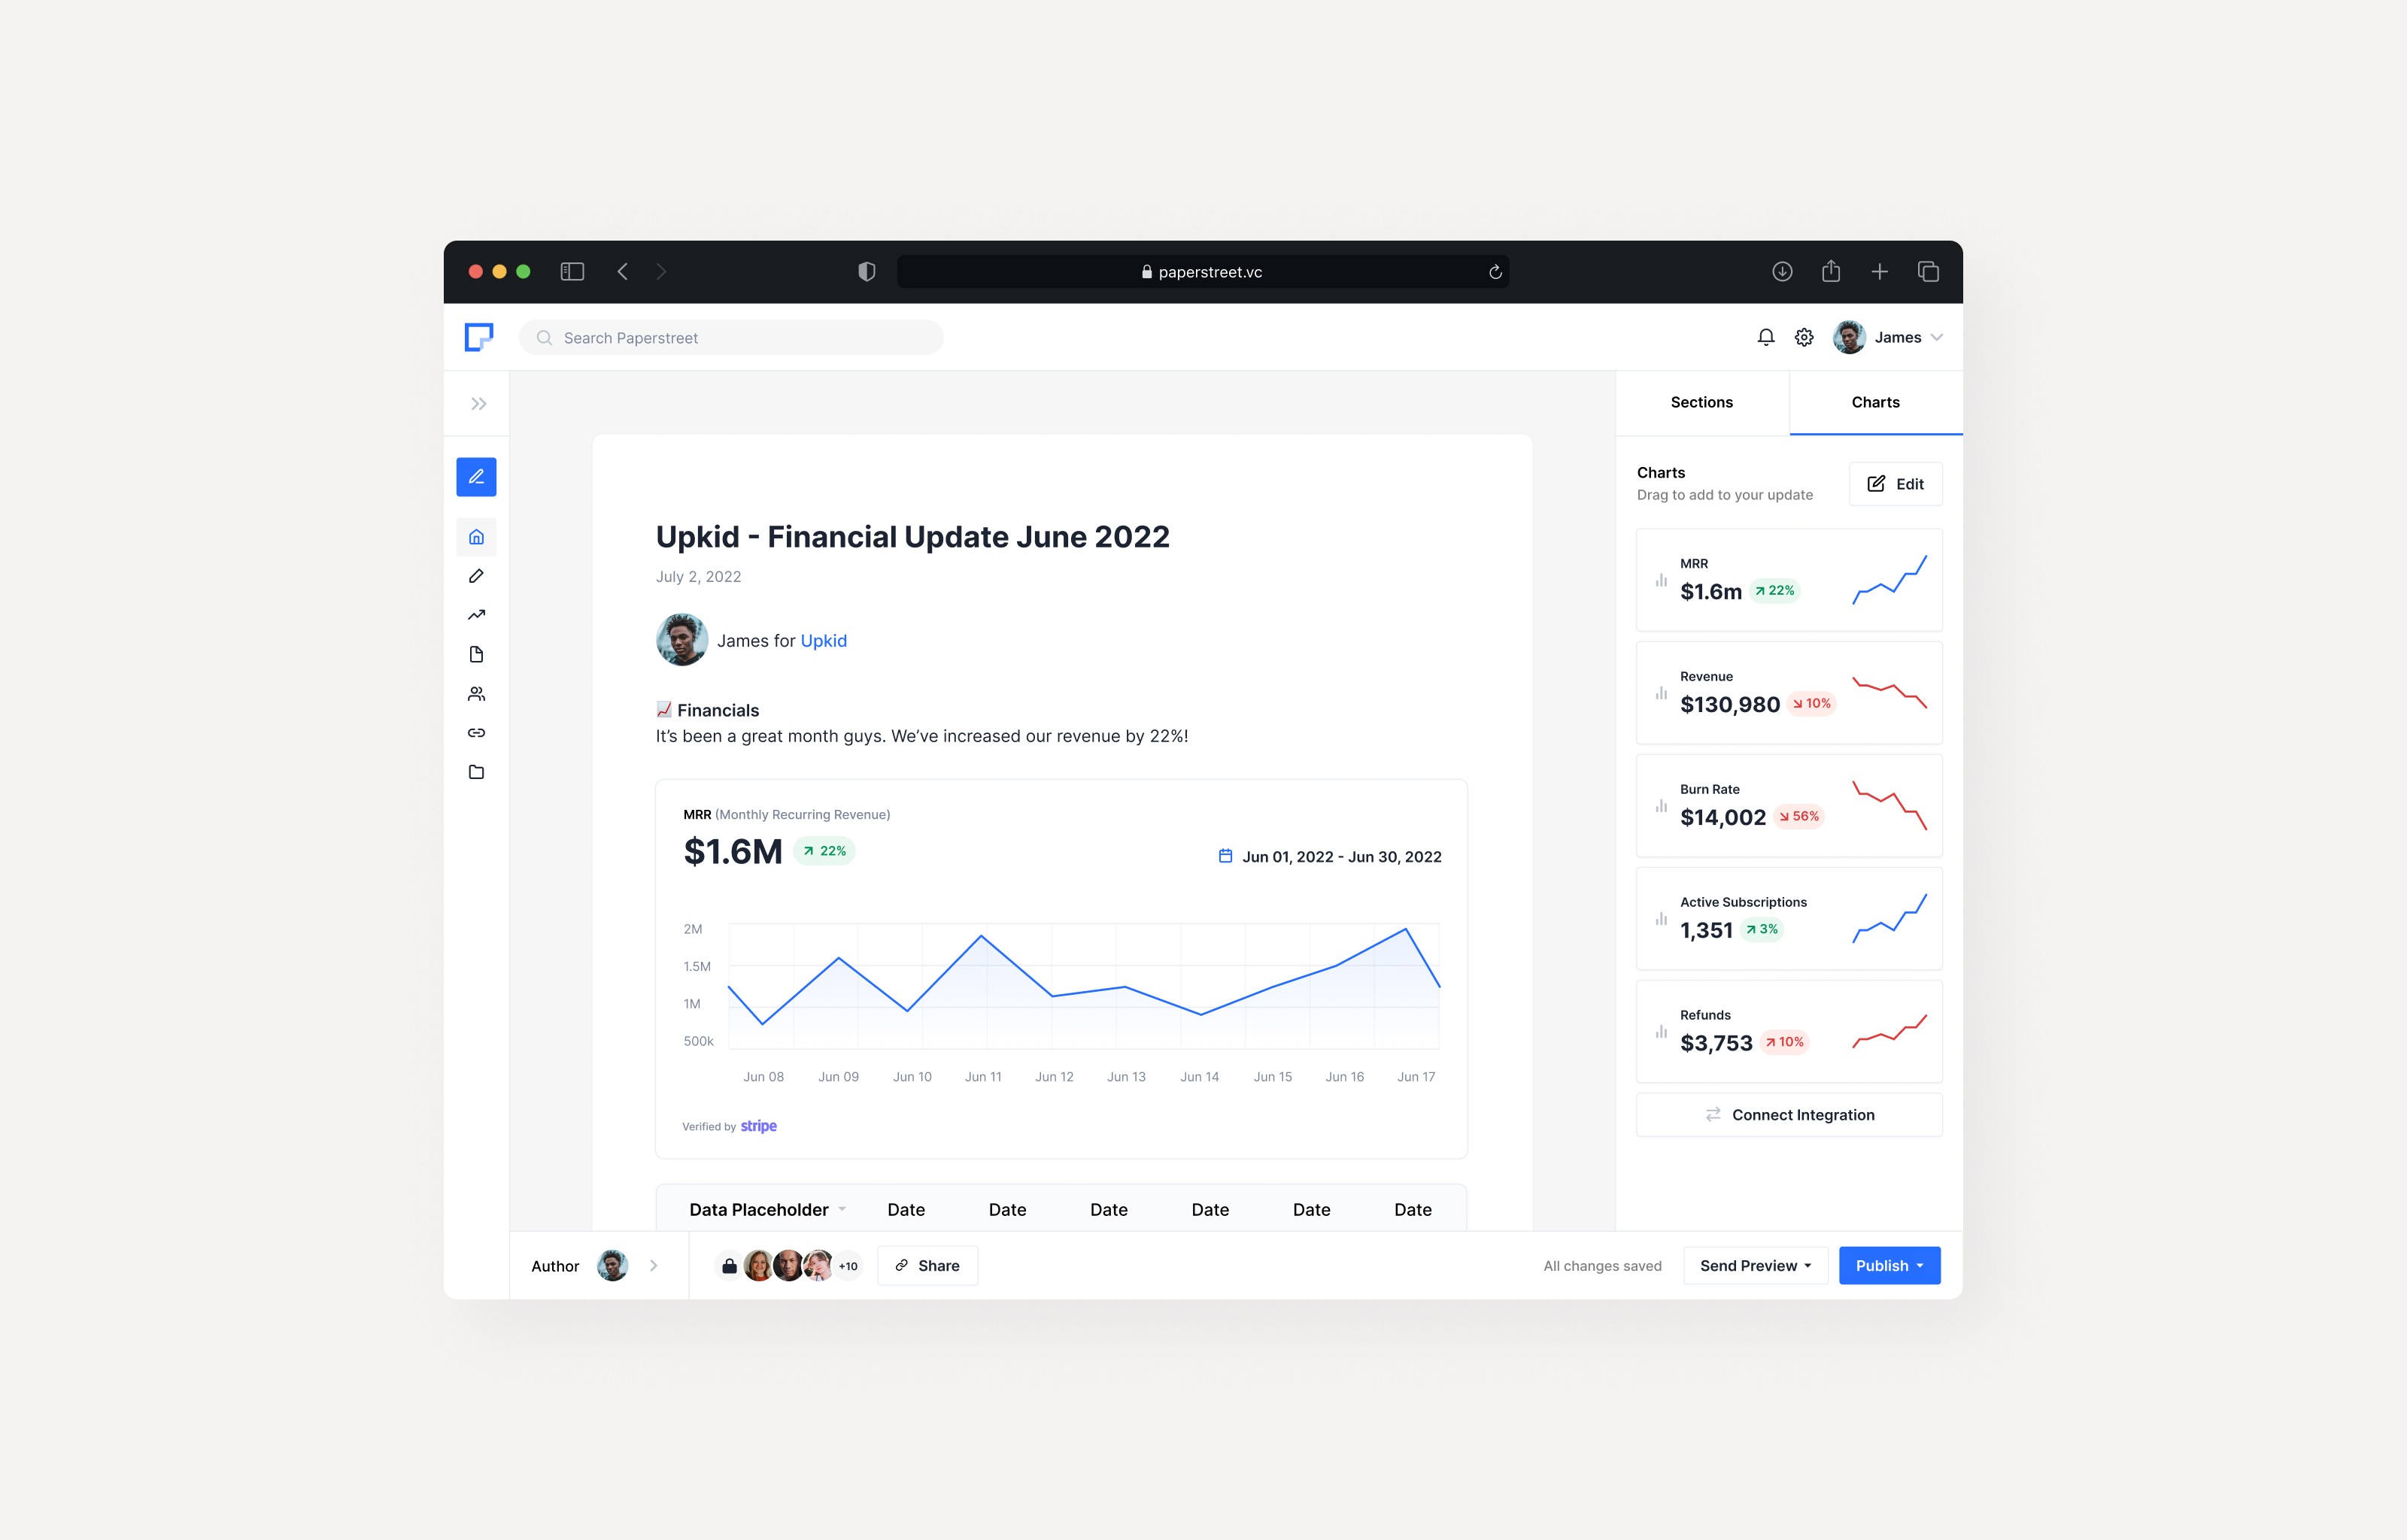 paperstreet.vc
Search Paperstreet
James
Sections
Charts
Upkid - Financial Update June 2022
July 2, 2022
James for Upkid
Financials
It’s been a great month guys. We’ve increased our revenue by 22%!
MRR (Monthly Recurring Revenue)
$1.6M 22%
Jun 01, 2022 - Jun 30, 2022
2M
1.5M
1M
500k
Jun 08 Jun 09 Jun 10 Jun 11 Jun 12 Jun 13 Jun 14 Jun 15 Jun 16 Jun 17
Verified by stripe
Data Placeholder Date Date Date Date Date Date
Charts
Drag to add to your update
Edit
MRR
$1.6m 22%
Revenue
$130,980 10%
Burn Rate
$14,002 56%
Active Subscriptions
1,351 3%
Refunds
$3,753 10%
Connect Integration
Author
+10
Share
All changes saved
Send Preview
Publish